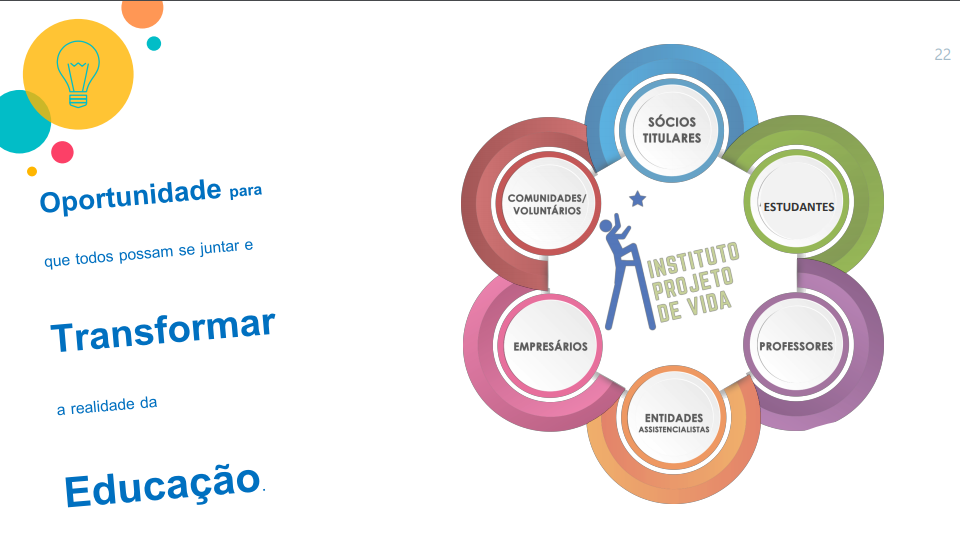 22
Oportunidade para
que todos possam se juntar e
Transformar
a realidade da
Educação.
SÓCIOS
TITULARES
ESTUDANTES
PROFESSORES
ENTIDADES
ASSISTENCIALISTAS
EMPRESÁRIOS
COMUNIDADES/
VOLUNTÁRIOS
INSTITUTO
PROJETO
DE VIDA